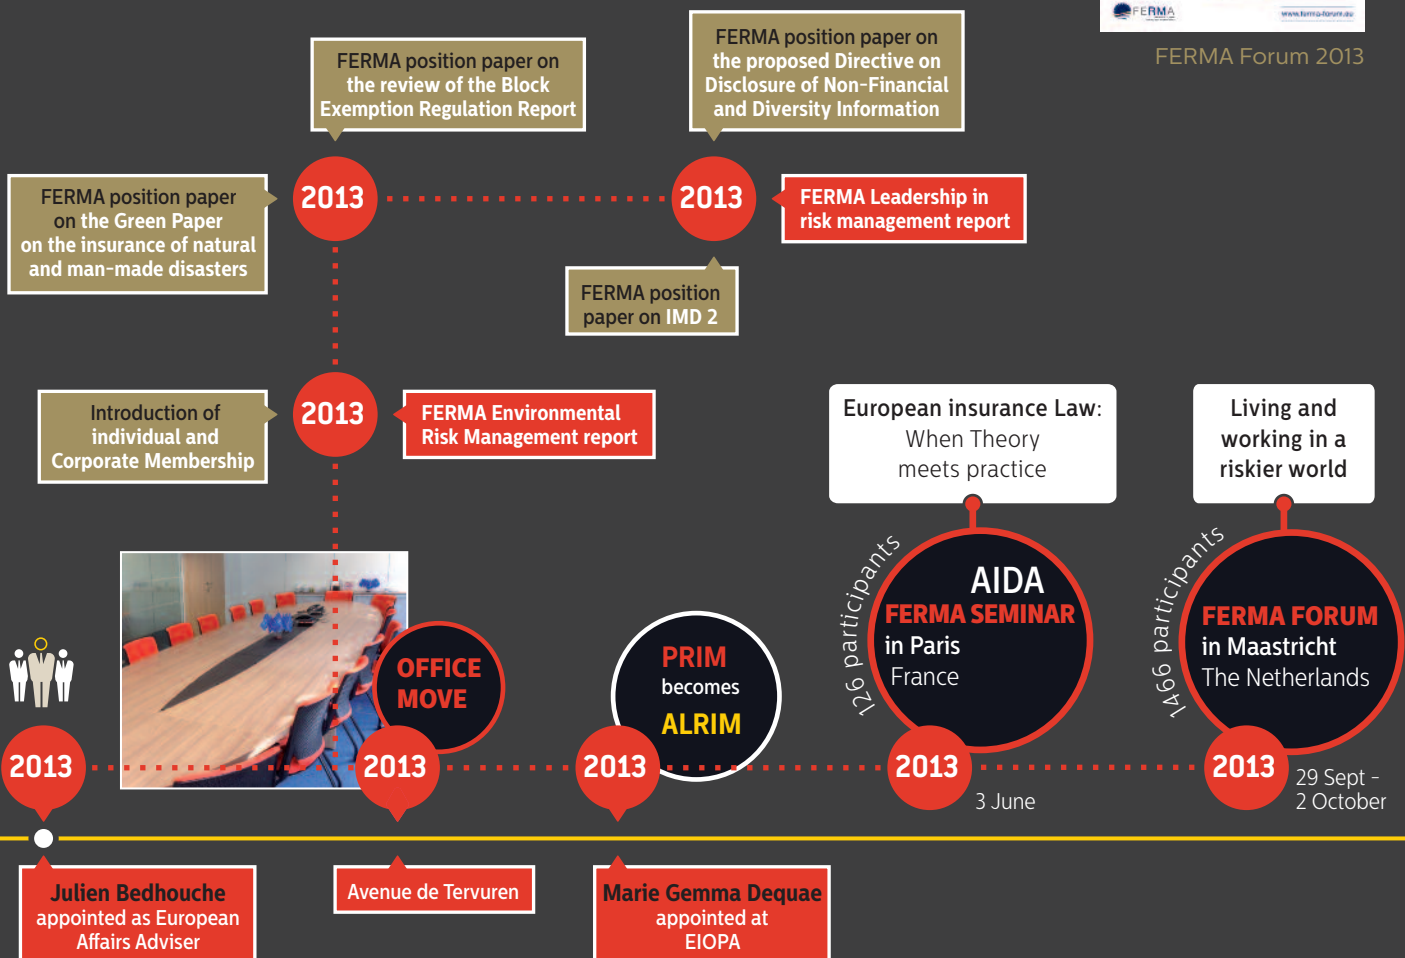 FERMA
www.ferma-forum.eu
FERMA Forum 2013
FERMA position paper on
the review of the Block
Exemption Regulation Report
FERMA position paper on
the proposed Directive on
Disclosure of Non-Financial
and Diversity Information
FERMA position paper
on the Green Paper
on the insurance of natural
and man-made disasters
2013
2013
FERMA Leadership in
risk management report
FERMA position
paper on IMD 2
Introduction of
individual and
Corporate Membership
2013
FERMA Environmental
Risk Management report
European insurance Law:
When Theory
meets practice
Living and
working in a
riskier world
126 participants
AIDA
FERMA SEMINAR
in Paris
France
1466 participants
FERMA FORUM
in Maastricht
The Netherlands
OFFICE
MOVE
PRIM
becomes
ALRIM
2013
2013
2013
2013
3 June
2013
29 Sept -
2 October
Julien Bedhouche
appointed as European
Affairs Adviser
Avenue de Tervuren
Marie Gemma Dequae
appointed at
EIOPA